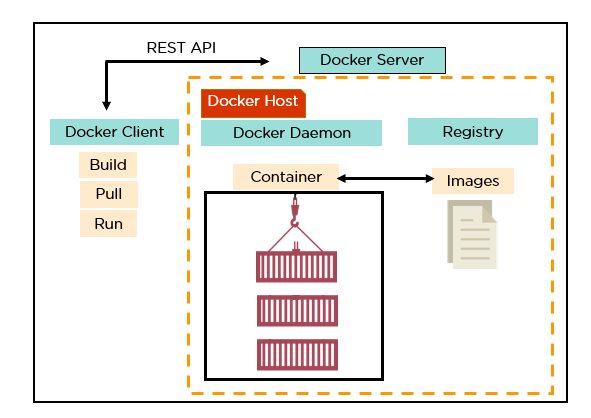 REST API
Docker Server
Docker Host
Docker Client
Docker Daemon
Registry
Build
Pull
Run
Container
Images